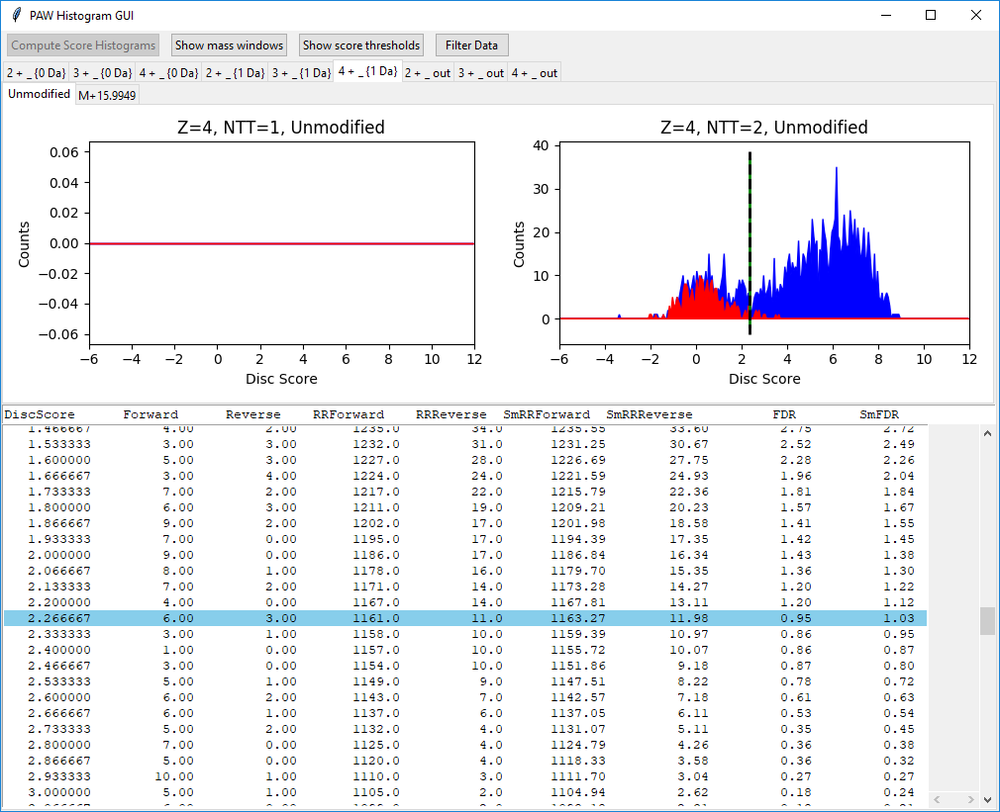 PAW Histogram GUI
Compute Score Histograms Show mass windows Show score thresholds Filter Data
2 + _ {0 Da} 3 + _ {0 Da} 4 + _ {0 Da} 2 + _ {1 Da} 3 + _ {1 Da} 4 + _ {1 Da} 2 + _ out 3 + _ out 4 + _ out
Unmodified M+15.9949
Z=4, NTT=1, Unmodified
0.06
0.04
0.02
0.00
−0.02
−0.04
−0.06
Counts
−6 −4 −2 0 2 4 6 8 10 12
Disc Score
Z=4, NTT=2, Unmodified
40
30
20
10
0
Counts
−6 −4 −2 0 2 4 6 8 10 12
Disc Score
DiscScore Forward Reverse RRForward RRReverse SmRRForward SmRRReverse FDR SmFDR
1.466667 4.00 2.00 1235.0 34.0 1235.55 33.60 2.75 2.72
1.533333 3.00 3.00 1232.0 31.0 1231.25 30.67 2.52 2.49
1.600000 5.00 3.00 1227.0 28.0 1226.69 27.75 2.28 2.26
1.666667 3.00 4.00 1224.0 24.0 1221.59 24.93 1.96 2.04
1.733333 7.00 2.00 1217.0 22.0 1215.79 22.36 1.81 1.84
1.800000 6.00 3.00 1211.0 19.0 1209.21 20.23 1.57 1.67
1.866667 9.00 2.00 1202.0 17.0 1201.98 18.58 1.41 1.55
1.933333 7.00 0.00 1195.0 17.0 1194.39 17.35 1.42 1.45
2.000000 9.00 0.00 1186.0 17.0 1186.84 16.34 1.43 1.38
2.066667 8.00 1.00 1178.0 16.0 1179.70 15.35 1.36 1.30
2.133333 7.00 2.00 1171.0 14.0 1173.28 14.27 1.20 1.22
2.200000 4.00 0.00 1167.0 14.0 1167.81 13.11 1.20 1.12
2.266667 6.00 3.00 1161.0 11.0 1163.27 11.98 0.95 1.03
2.333333 3.00 1.00 1158.0 10.0 1159.39 10.97 0.86 0.95
2.400000 1.00 0.00 1157.0 10.0 1155.72 10.07 0.86 0.87
2.466667 3.00 0.00 1154.0 10.0 1151.86 9.18 0.87 0.80
2.533333 5.00 1.00 1149.0 9.0 1147.51 8.22 0.78 0.72
2.600000 6.00 2.00 1143.0 7.0 1142.57 7.18 0.61 0.63
2.666667 6.00 1.00 1137.0 6.0 1137.05 6.11 0.53 0.54
2.733333 5.00 2.00 1132.0 4.0 1131.07 5.11 0.35 0.45
2.800000 7.00 0.00 1125.0 4.0 1124.79 4.26 0.36 0.38
2.866667 5.00 0.00 1120.0 4.0 1118.33 3.58 0.36 0.32
2.933333 10.00 1.00 1110.0 3.0 1111.70 3.04 0.27 0.27
3.000000 5.00 1.00 1105.0 2.0 1104.94 2.62 0.18 0.24